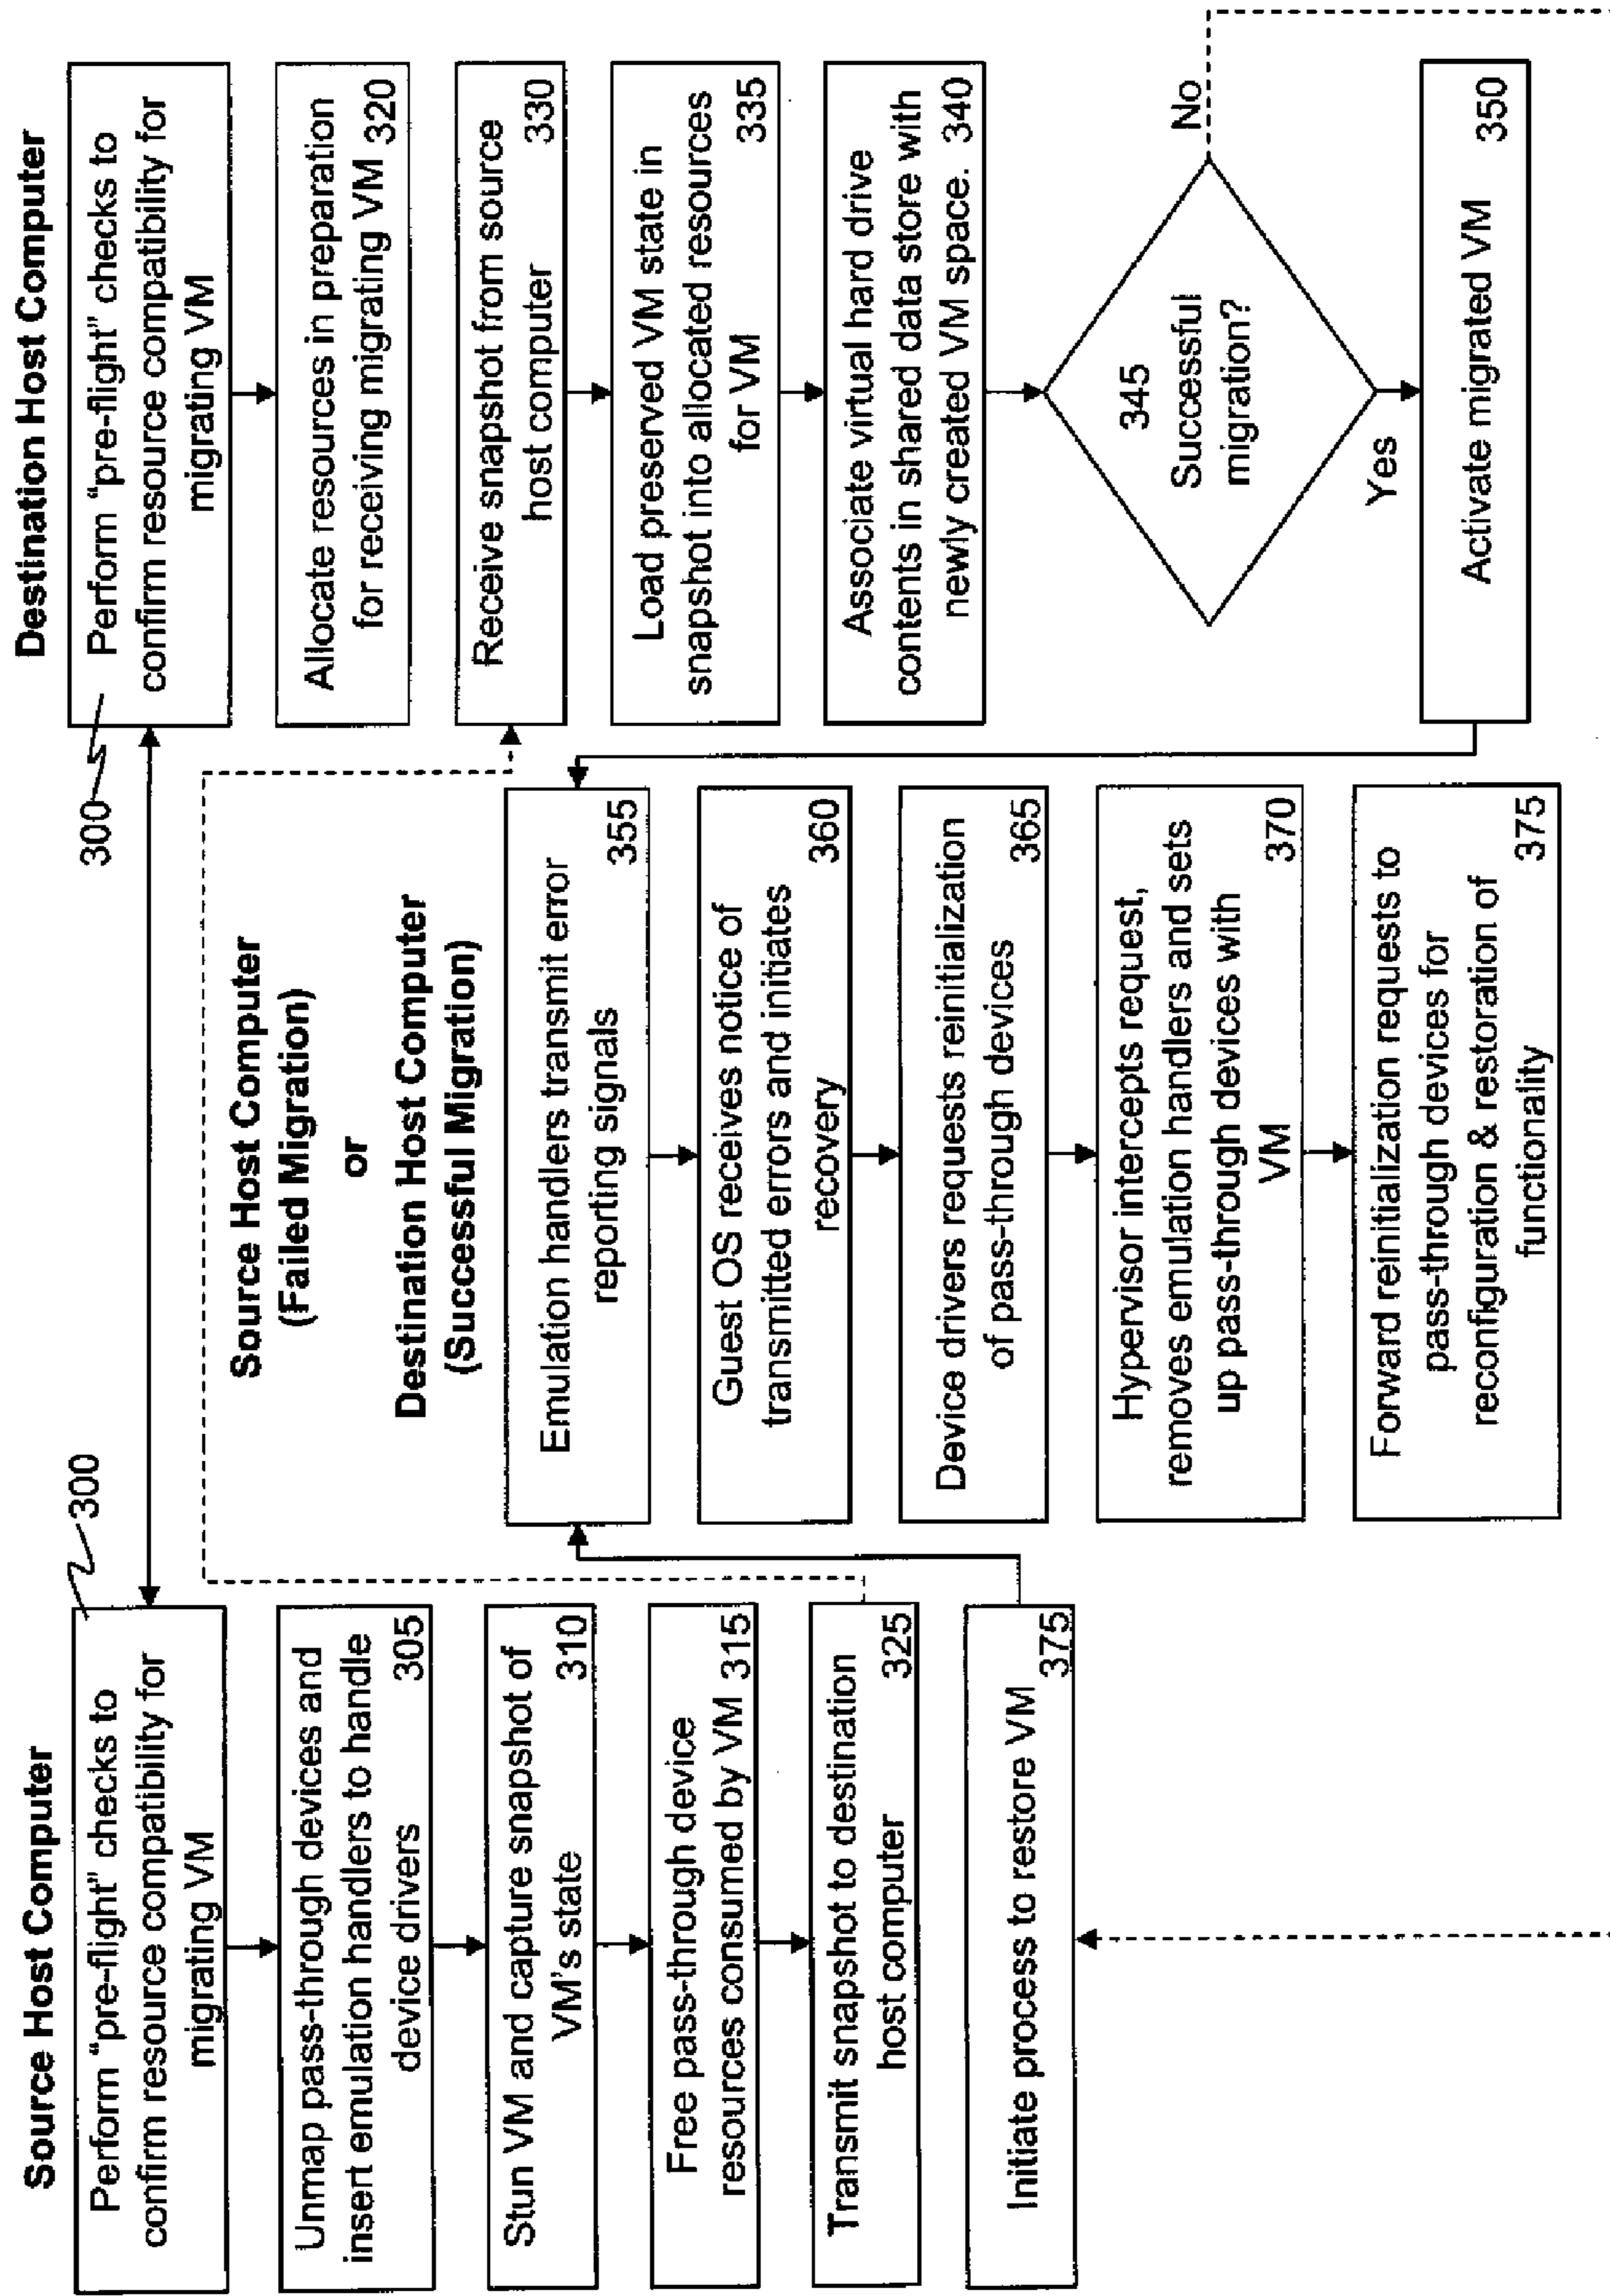 Source Host Computer
300
Perform "pre-flight" checks to
confirm resource compatibility for
migrating VM
Unmap pass-through devices and
insert emulation handlers to handle
device drivers 305
Stun VM and capture snapshot of
VM's state 310
Free pass-through device
resources consumed by VM 315
Transmit snapshot to destination
host computer 325
Initiate process to restore VM
375
Source Host Computer
(Failed Migration)
or
Destination Host Computer
(Successful Migration)
Emulation handlers transmit error
reporting signals 355
Guest OS receives notice of
transmitted errors and initiates
recovery 360
Device drivers requests reinitialization
of pass-through devices 365
Hypervisor intercepts request,
removes emulation handlers and sets
up pass-through devices with
VM 370
Forward reinitialization requests to
pass-through devices for
reconfiguration & restoration of
functionality 375
Destination Host Computer
300
Perform "pre-flight" checks to
confirm resource compatibility for
migrating VM
Allocate resources in preparation
for receiving migrating VM 320
Receive snapshot from source
host computer 330
Load preserved VM state in
snapshot into allocated resources
for VM 335
Associate virtual hard drive
contents in shared data store with
newly created VM space. 340
345
Successful
migration?
No
Yes
Activate migrated VM
350